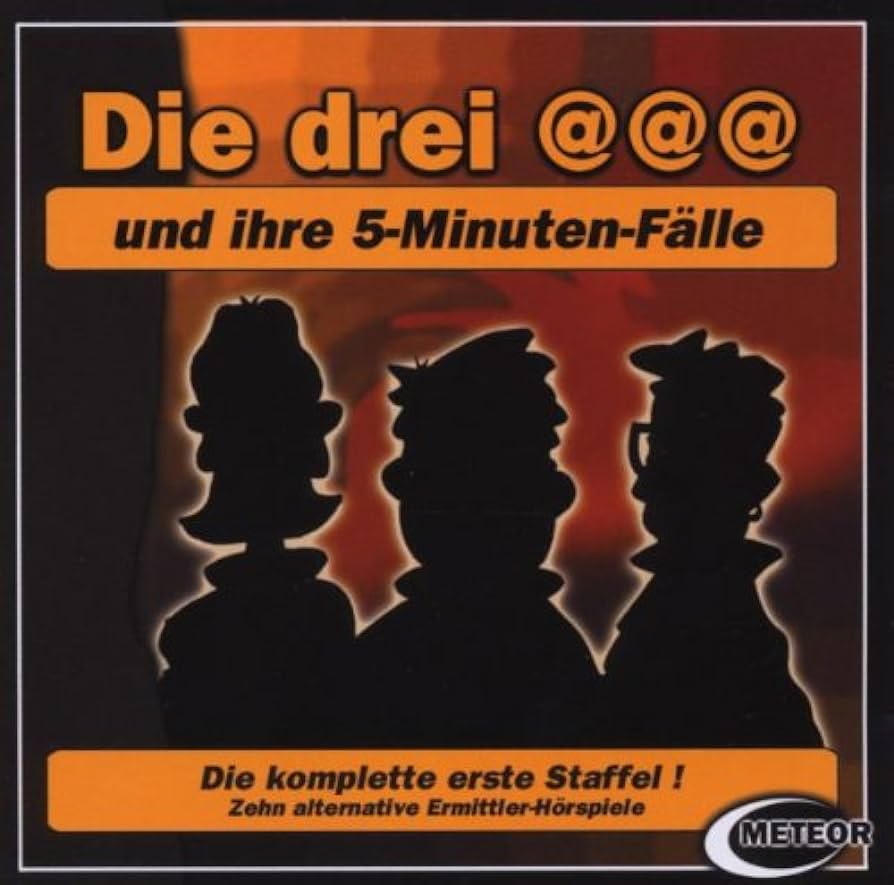 Die drei @@@
und ihre 5-Minuten-Fälle
Die komplette erste Staffel !
Zehn alternative Ermittler-Hörspiele
METEOR